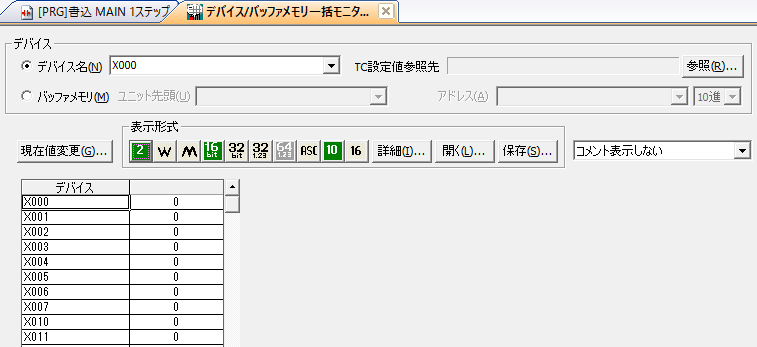 [PRG]書込 MAIN 1ステップ
デバイス/バッファメモリ一括モニタ...
デバイス
デバイス名(N) X000 TC設定値参照先 参照(R)...
バッファメモリ(M) ユニット先頭(U) アドレス(A) 10進
表示形式
現在値変更(G)... 2 W M 16bit 32bit 32 1.23 64 1.23 ASC 10 16 詳細(I)... 開く(L)... 保存(S)... コメント表示しない
デバイス
X000 0
X001 0
X002 0
X003 0
X004 0
X005 0
X006 0
X007 0
X010 0
X011 0